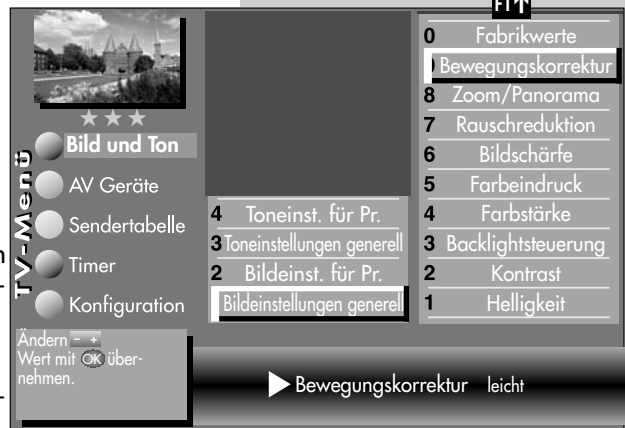 FT↑
TV-Menü
Bild und Ton
AV Geräte
Sendertabelle
Timer
Konfiguration
4 Toneinst. für Pr.
3 Toneinstellungen generell
2 Bildeinst. für Pr.
Bildeinstellungen generell
0 Fabrikwerte
Bewegungskorrektur
8 Zoom/Panorama
7 Rauschreduktion
6 Bildschärfe
5 Farbeindruck
4 Farbstärke
3 Backlightsteuerung
2 Kontrast
1 Helligkeit
Ändern - +
Wert mit OK über-
nehmen.
Bewegungskorrektur leicht